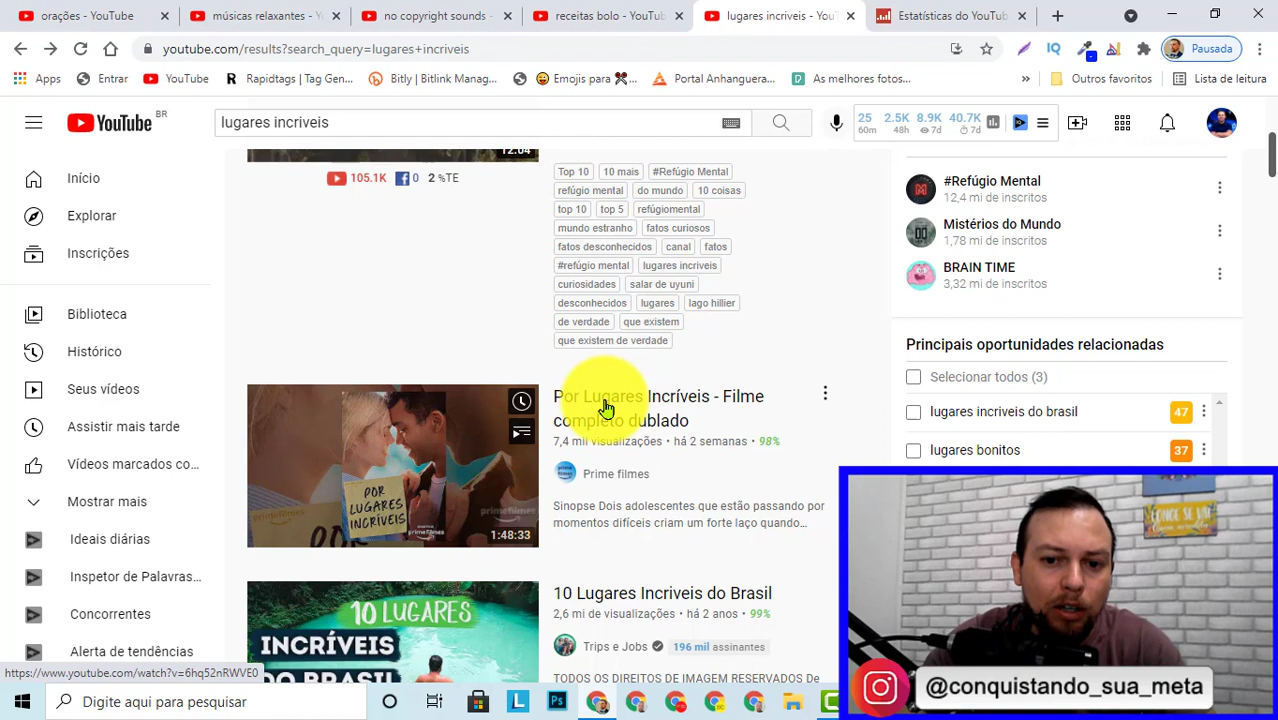 orações - YouTube
músicas relaxantes - Yo
no copyright sounds -
receitas bolo - YouTube
lugares incriveis - You
Estatísticas do YouTub
youtube.com/results?search_query=lugares+incriveis
IQ
Pausada
Apps
Entrar
YouTube
R Rapidtags | Tag Gen...
Bitly | Bitlink Manag...
Emojis para
Portal Anhanguera...
As melhores fotos...
»
Outros favoritos
Lista de leitura
YouTube BR
lugares incriveis
25 2.5K 8.9K 40.7K
60m 48h 7d 7d
Início
Explorar
Inscrições
Biblioteca
Histórico
Seus vídeos
Assistir mais tarde
Vídeos marcados co...
Mostrar mais
Ideais diárias
Inspetor de Palavras...
Concorrentes
Alerta de tendências
12:04
105.1K 0 2 %TE
Top 10 10 mais #Refúgio Mental
refúgio mental do mundo 10 coisas
top 10 top 5 refúgiomental
mundo estranho fatos curiosos
fatos desconhecidos canal fatos
#refúgio mental lugares incriveis
curiosidades salar de uyuni
desconhecidos lugares lago hillier
de verdade que existem
que existem de verdade
POR
LUGARES
INCRÍVEIS
primefilmes
1:48:33
Por Lugares Incríveis - Filme
completo dublado
7,4 mil visualizações • há 2 semanas • 98%
Prime filmes
Sinopse Dois adolescentes que estão passando por
momentos difíceis criam um forte laço quando...
10 LUGARES
INCRÍVEIS
DO BRASIL
10 Lugares Incriveis do Brasil
2,6 mi de visualizações • há 2 anos • 99%
Trips e Jobs
196 mil assinantes
TODOS OS DIREITOS DE IMAGEM RESERVADOS De
#Refúgio Mental
12,4 mi de inscritos
Mistérios do Mundo
1,78 mi de inscritos
BRAIN TIME
3,32 mi de inscritos
Principais oportunidades relacionadas
Selecionar todos (3)
lugares incriveis do brasil 47
lugares bonitos 37
@conquistando_sua_meta
https://www.youtube.com/watch?v=6hq52nRWVE0
Digite aqui para pesquisar
L
Ps